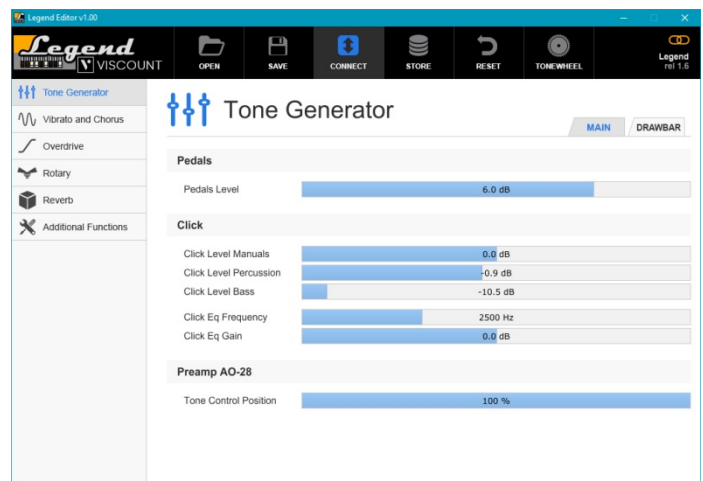 Legend Editor v1.00
Legend
VISCOUNT
OPEN
SAVE
CONNECT
STORE
RESET
TONEWHEEL
Legend
rel 1.6
Tone Generator
Vibrato and Chorus
Overdrive
Rotary
Reverb
Additional Functions
Tone Generator
MAIN
DRAWBAR
Pedals
Pedals Level 6.0 dB
Click
Click Level Manuals 0.0 dB
Click Level Percussion -0.9 dB
Click Level Bass -10.5 dB
Click Eq Frequency 2500 Hz
Click Eq Gain 0.0 dB
Preamp AO-28
Tone Control Position 100 %